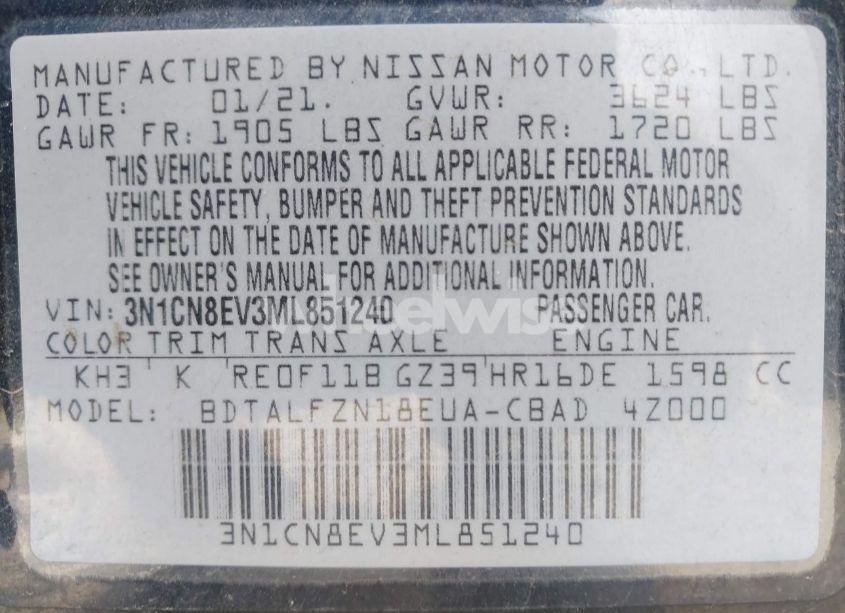 MANUFACTURED BY NISSAN MOTOR CO., LTD.
DATE: 01/21. GVWR: 3624 LBS
GAWR FR: 1905 LBS GAWR RR: 1720 LBS
THIS VEHICLE CONFORMS TO ALL APPLICABLE FEDERAL MOTOR
VEHICLE SAFETY, BUMPER AND THEFT PREVENTION STANDARDS
IN EFFECT ON THE DATE OF MANUFACTURE SHOWN ABOVE.
SEE OWNER'S MANUAL FOR ADDITIONAL INFORMATION.
VIN: 3N1CN8EV3ML851240 PASSENGER CAR.
COLOR TRIM TRANS AXLE ENGINE
KH3 K RE0F11B GZ39 HR16DE 1598 CC
MODEL: BDTALFZN18EUA-CBAD 4Z000
3N1CN8EV3ML851240